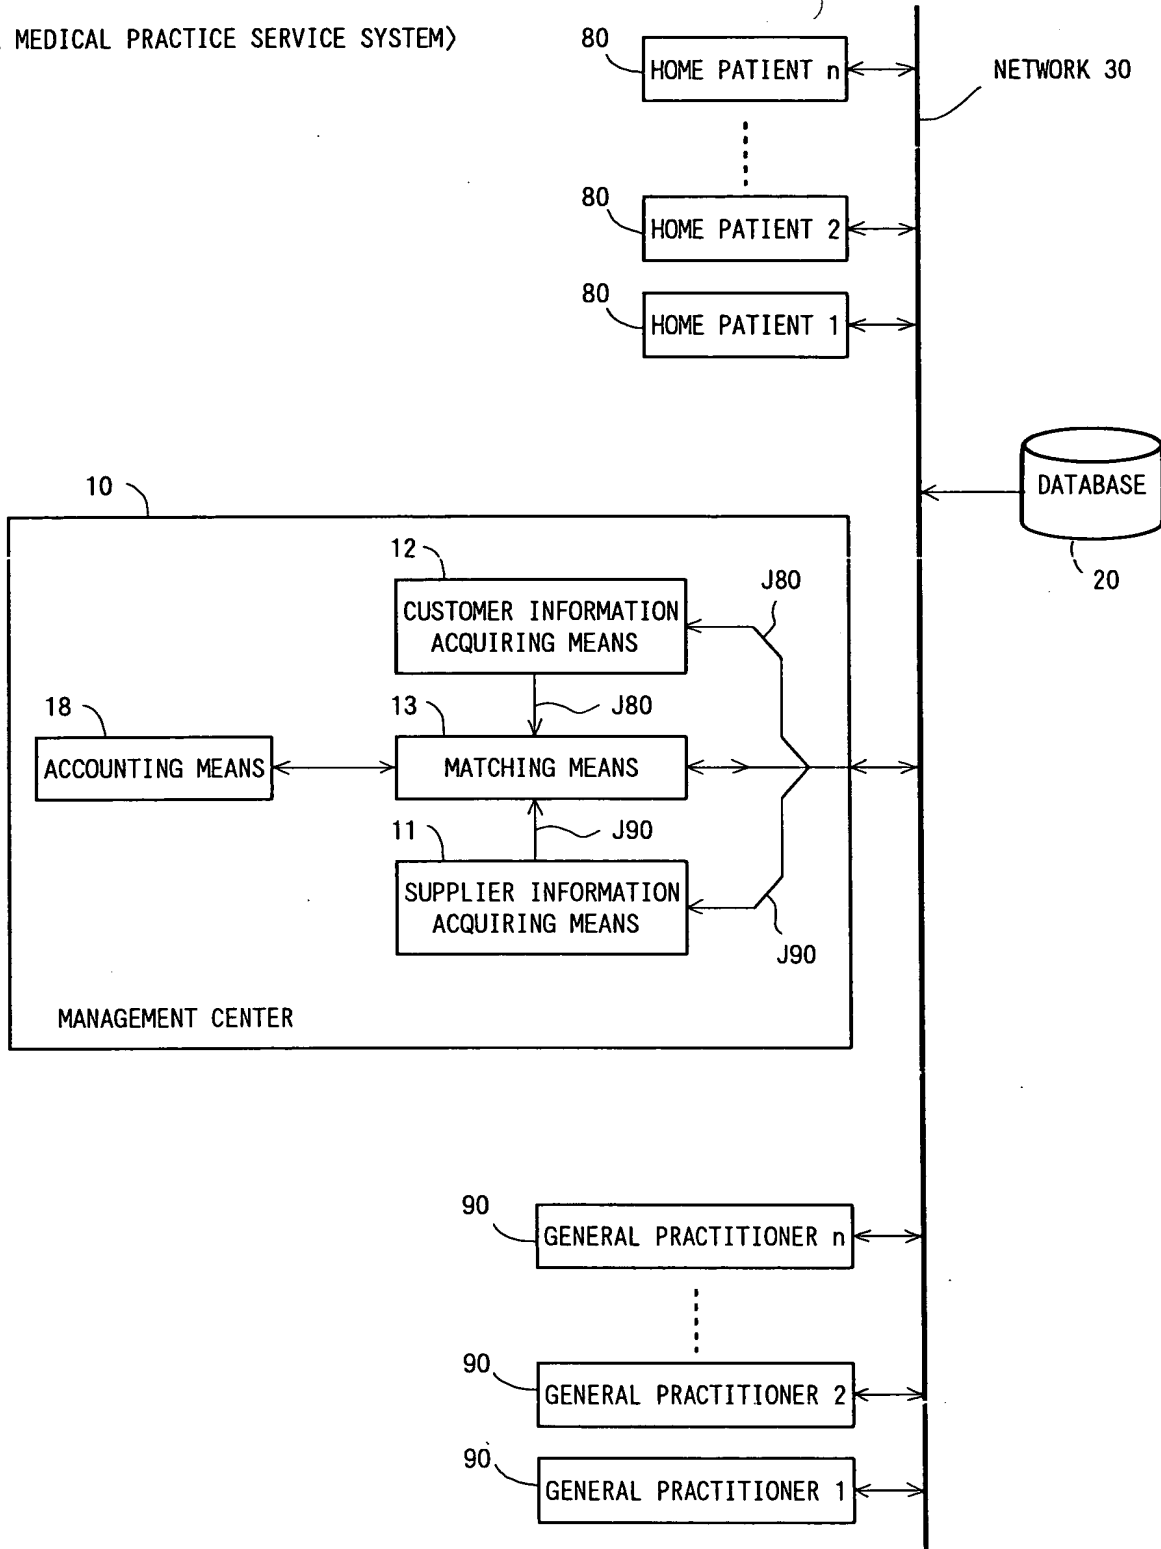 MEDICAL PRACTICE SERVICE SYSTEM〉
80
HOME PATIENT n
NETWORK 30
80
HOME PATIENT 2
80
HOME PATIENT 1
DATABASE
20
10
12
CUSTOMER INFORMATION
ACQUIRING MEANS
J80
J80
18
ACCOUNTING MEANS
13
MATCHING MEANS
J90
11
SUPPLIER INFORMATION
ACQUIRING MEANS
J90
MANAGEMENT CENTER
90
GENERAL PRACTITIONER n
90
GENERAL PRACTITIONER 2
90
GENERAL PRACTITIONER 1